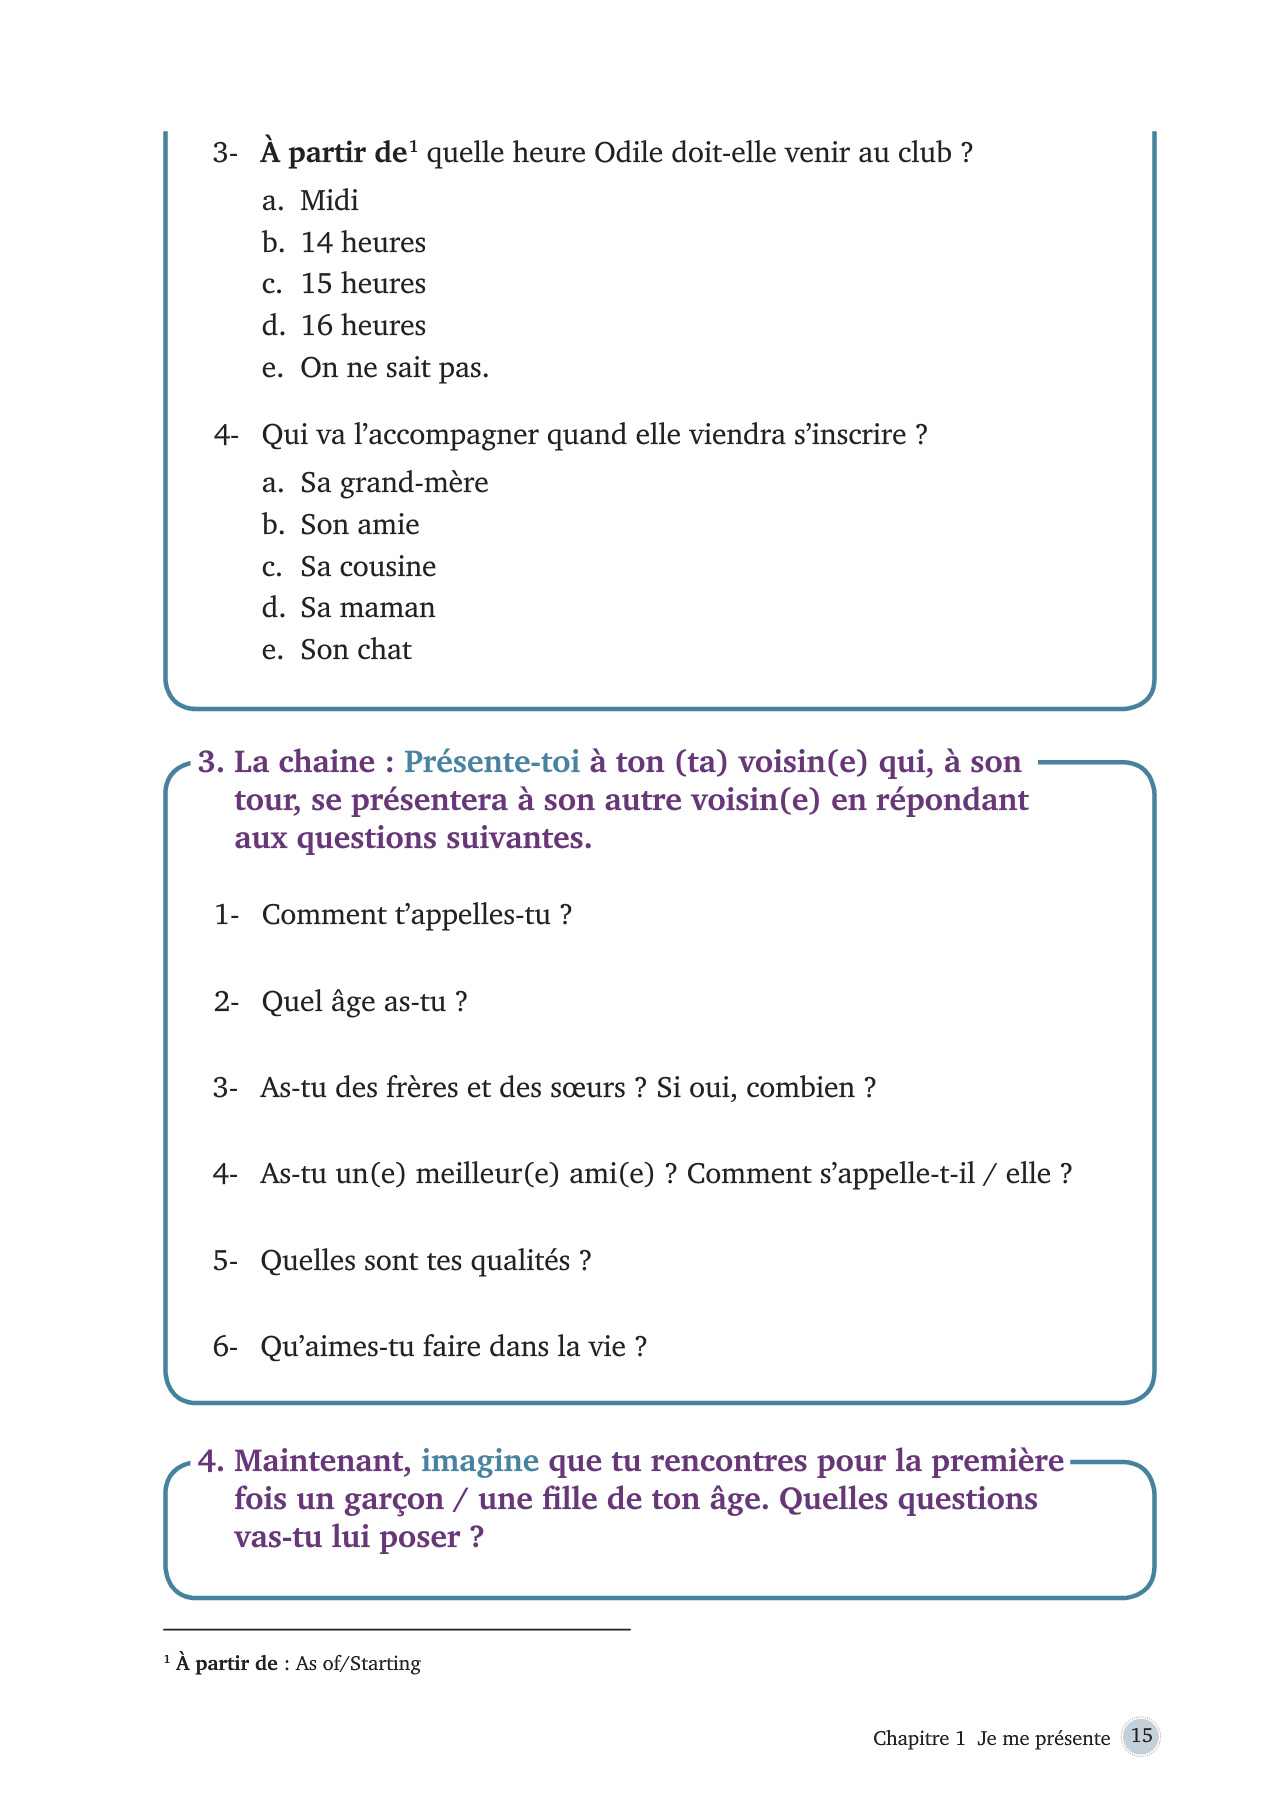 3- À partir de¹ quelle heure Odile doit-elle venir au club ?
a. Midi
b. 14 heures
c. 15 heures
d. 16 heures
e. On ne sait pas.
4- Qui va l’accompagner quand elle viendra s’inscrire ?
a. Sa grand-mère
b. Son amie
c. Sa cousine
d. Sa maman
e. Son chat
3. La chaine : Présente-toi à ton (ta) voisin(e) qui, à son
tour, se présentera à son autre voisin(e) en répondant
aux questions suivantes.
1- Comment t’appelles-tu ?
2- Quel âge as-tu ?
3- As-tu des frères et des sœurs ? Si oui, combien ?
4- As-tu un(e) meilleur(e) ami(e) ? Comment s’appelle-t-il / elle ?
5- Quelles sont tes qualités ?
6- Qu’aimes-tu faire dans la vie ?
4. Maintenant, imagine que tu rencontres pour la première
fois un garçon / une fille de ton âge. Quelles questions
vas-tu lui poser ?
¹ À partir de : As of/Starting
Chapitre 1 Je me présente 15